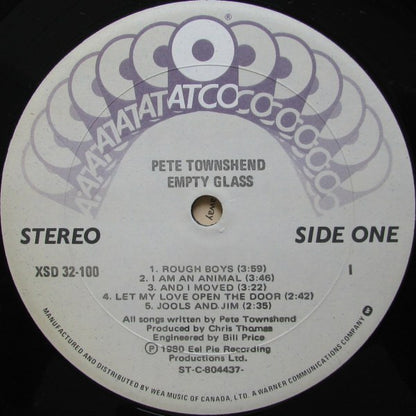 ®
ATATATATATATCOCOCOCOCOCO
PETE TOWNSHEND
EMPTY GLASS
STEREO
SIDE ONE
XSD 32-100
1
1. ROUGH BOYS (3:59)
2. I AM AN ANIMAL (3:46)
3. AND I MOVED (3:22)
4. LET MY LOVE OPEN THE DOOR (2:42)
5. JOOLS AND JIM (2:35)
All songs written by Pete Townshend
Produced by Chris Thomas
Engineered by Bill Price
Ⓟ 1980 Eel Pie Recording
Productions Ltd.
ST-C-804437-
MANUFACTURED AND DISTRIBUTED BY WEA MUSIC OF CANADA, LTD. A WARNER COMMUNICATIONS COMPANY